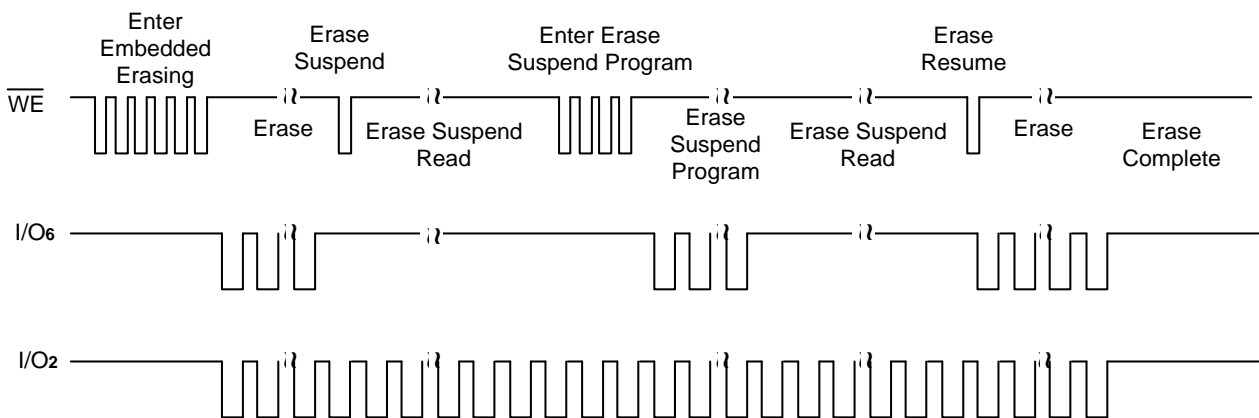 Enter
Embedded
Erasing
Erase
Suspend
Enter Erase
Suspend Program
Erase
Resume
WE
Erase
Erase Suspend
Read
Erase
Suspend
Program
Erase Suspend
Read
Erase
Erase
Complete
I/O6
I/O2